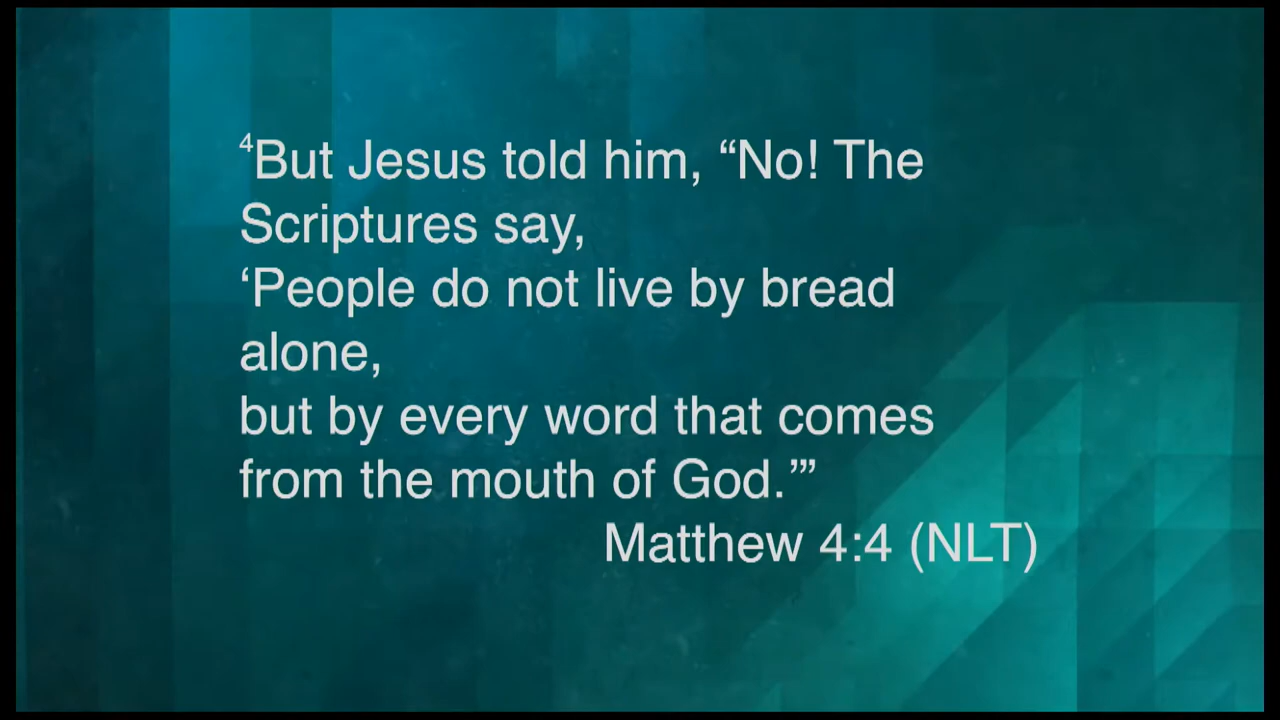 ⁴But Jesus told him, “No! The
Scriptures say,
‘People do not live by bread
alone,
but by every word that comes
from the mouth of God.’”
Matthew 4:4 (NLT)